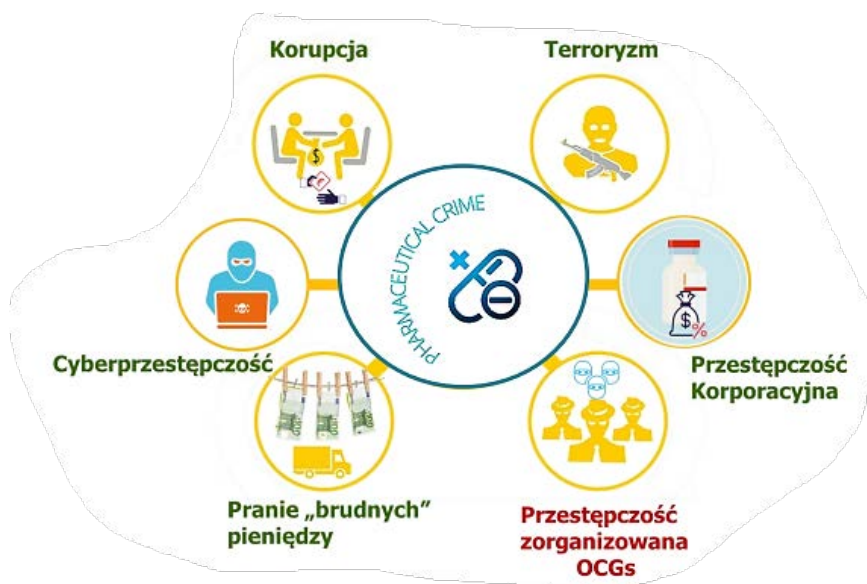 Korupcja
Terroryzm
PHARMACEUTICAL CRIME
Cyberprzestępczość
Przestępczość
Korporacyjna
Pranie „brudnych”
pieniędzy
Przestępczość
zorganizowana
OCGs
$
$%